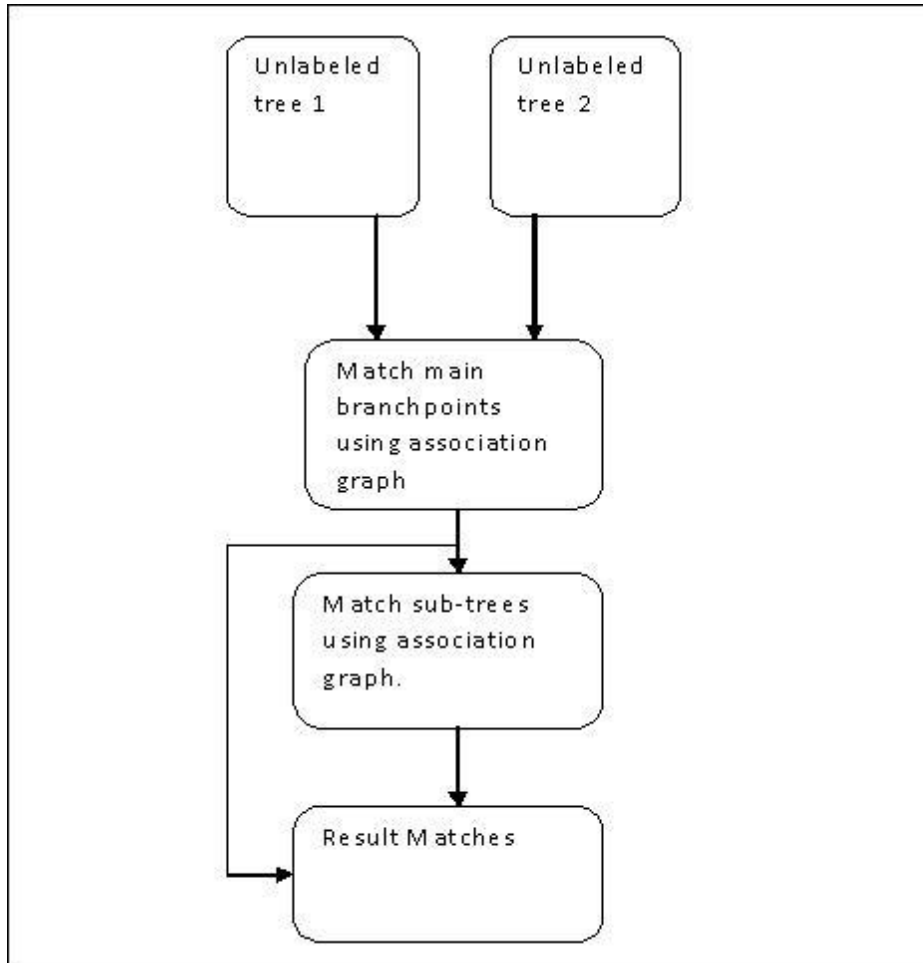 Unlabeled
tree 1
Unlabeled
tree 2
Match main
branchpoints
using association
graph
Match sub-trees
using association
graph.
Result Matches